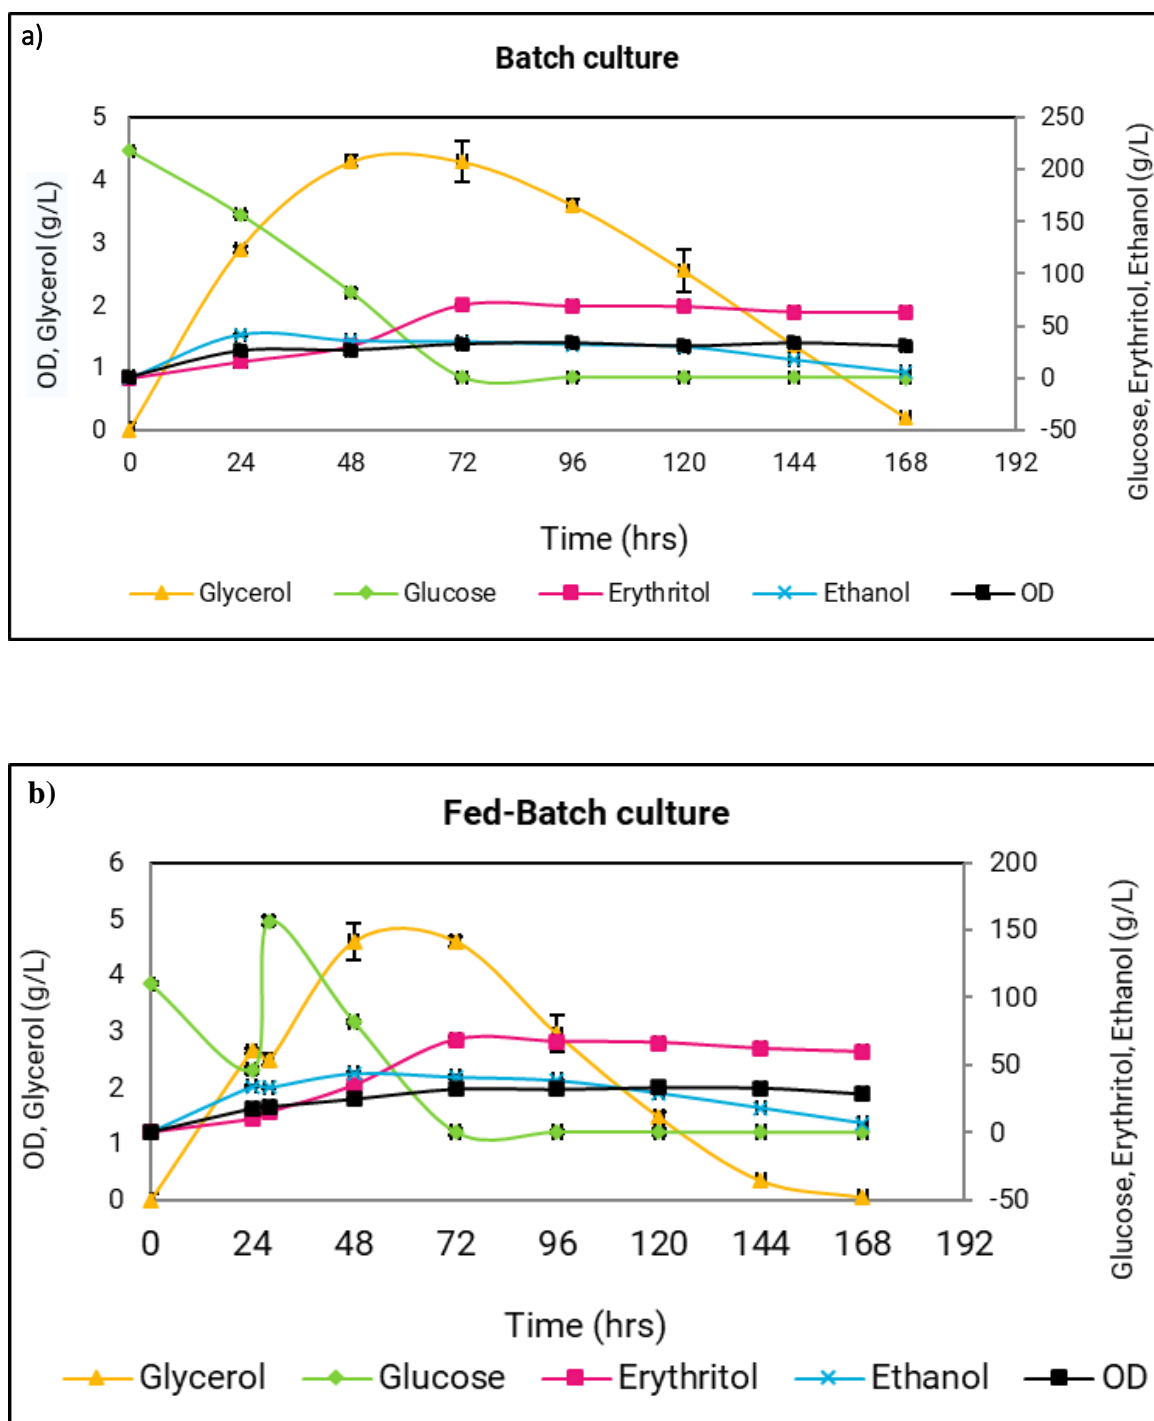 a)
Batch culture
5 250
4 200
3 150
2 100
1 50
0 0
-50
OD, Glycerol (g/L)
Glucose, Erythritol, Ethanol (g/L)
0 24 48 72 96 120 144 168 192
Time (hrs)
Glycerol Glucose Erythritol Ethanol OD
b)
Fed-Batch culture
6 200
5 150
4 100
3 50
2 0
1 -50
0
OD, Glycerol (g/L)
Glucose, Erythritol, Ethanol (g/L)
0 24 48 72 96 120 144 168 192
Time (hrs)
Glycerol Glucose Erythritol Ethanol OD